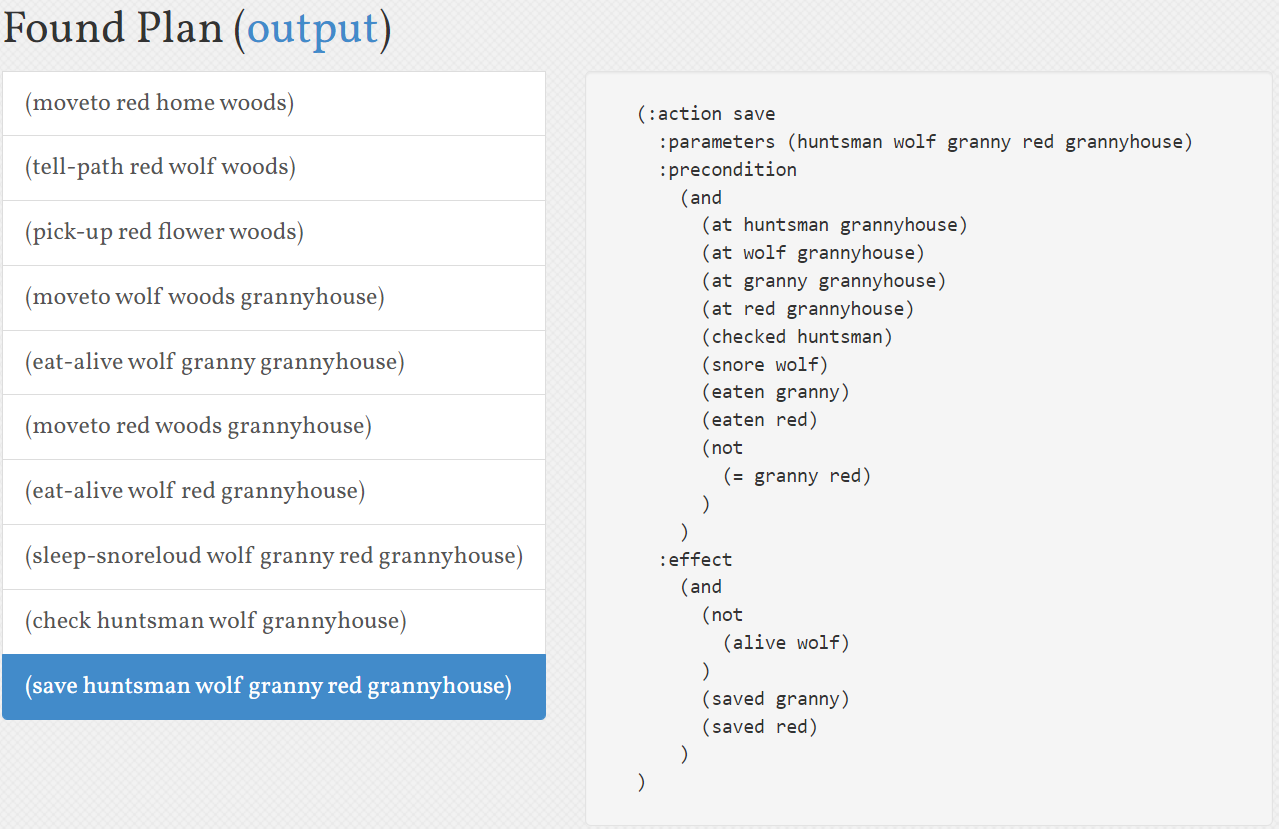 Found Plan (output)
(moveto red home woods)
(tell-path red wolf woods)
(pick-up red flower woods)
(moveto wolf woods grannyhouse)
(eat-alive wolf granny grannyhouse)
(moveto red woods grannyhouse)
(eat-alive wolf red grannyhouse)
(sleep-snoreloud wolf granny red grannyhouse)
(check huntsman wolf grannyhouse)
(save huntsman wolf granny red grannyhouse)
(:action save
:parameters (huntsman wolf granny red grannyhouse)
:precondition
(and
(at huntsman grannyhouse)
(at wolf grannyhouse)
(at granny grannyhouse)
(at red grannyhouse)
(checked huntsman)
(snore wolf)
(eaten granny)
(eaten red)
(not
(= granny red)
)
)
:effect
(and
(not
(alive wolf)
)
(saved granny)
(saved red)
)
)